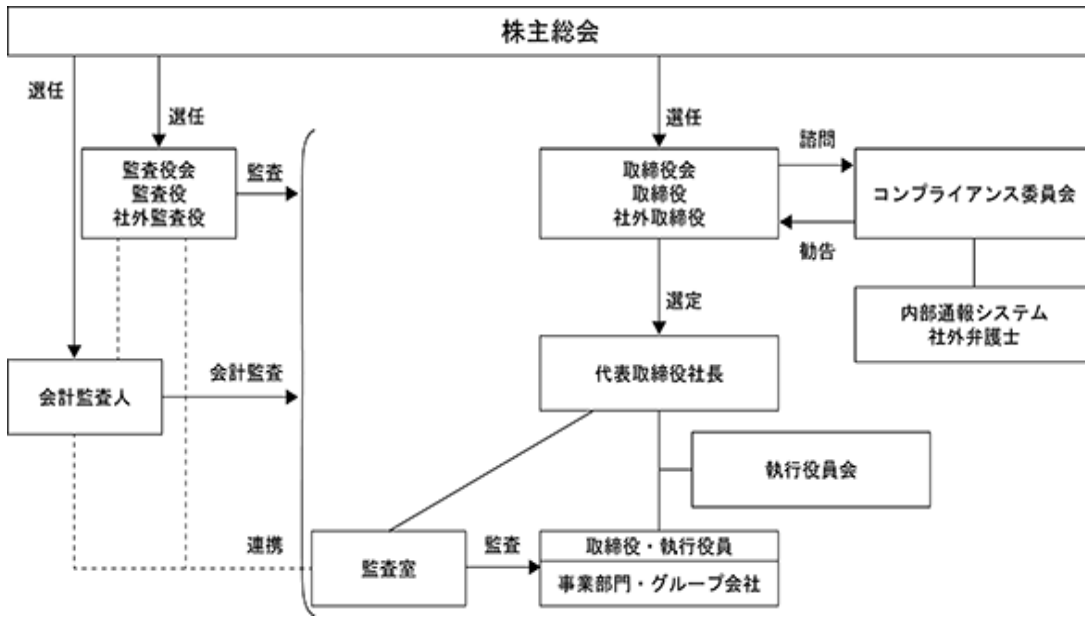 株主総会
選任
選任
選任
監査役会
監査役
社外監査役
監査
取締役会
取締役
社外取締役
諮問
勧告
コンプライアンス委員会
内部通報システム
社外弁護士
選定
代表取締役社長
会計監査人
会計監査
執行役員会
連携
監査室
監査
取締役・執行役員
事業部門・グループ会社